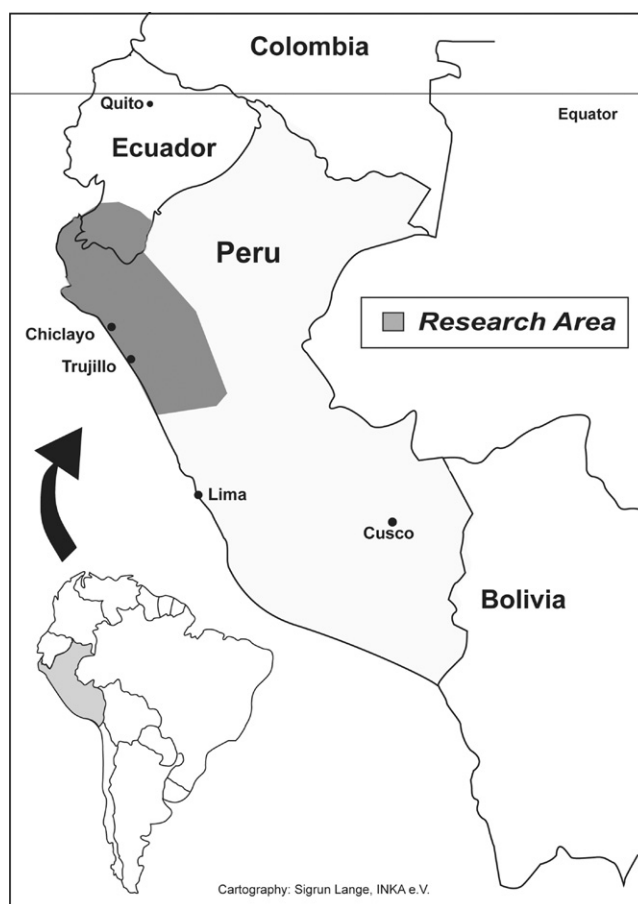 Colombia
Quito
Equator
Ecuador
Peru
Research Area
Chiclayo
Trujillo
Lima
Cusco
Bolivia
Cartography: Sigrun Lange, INKA e.V.